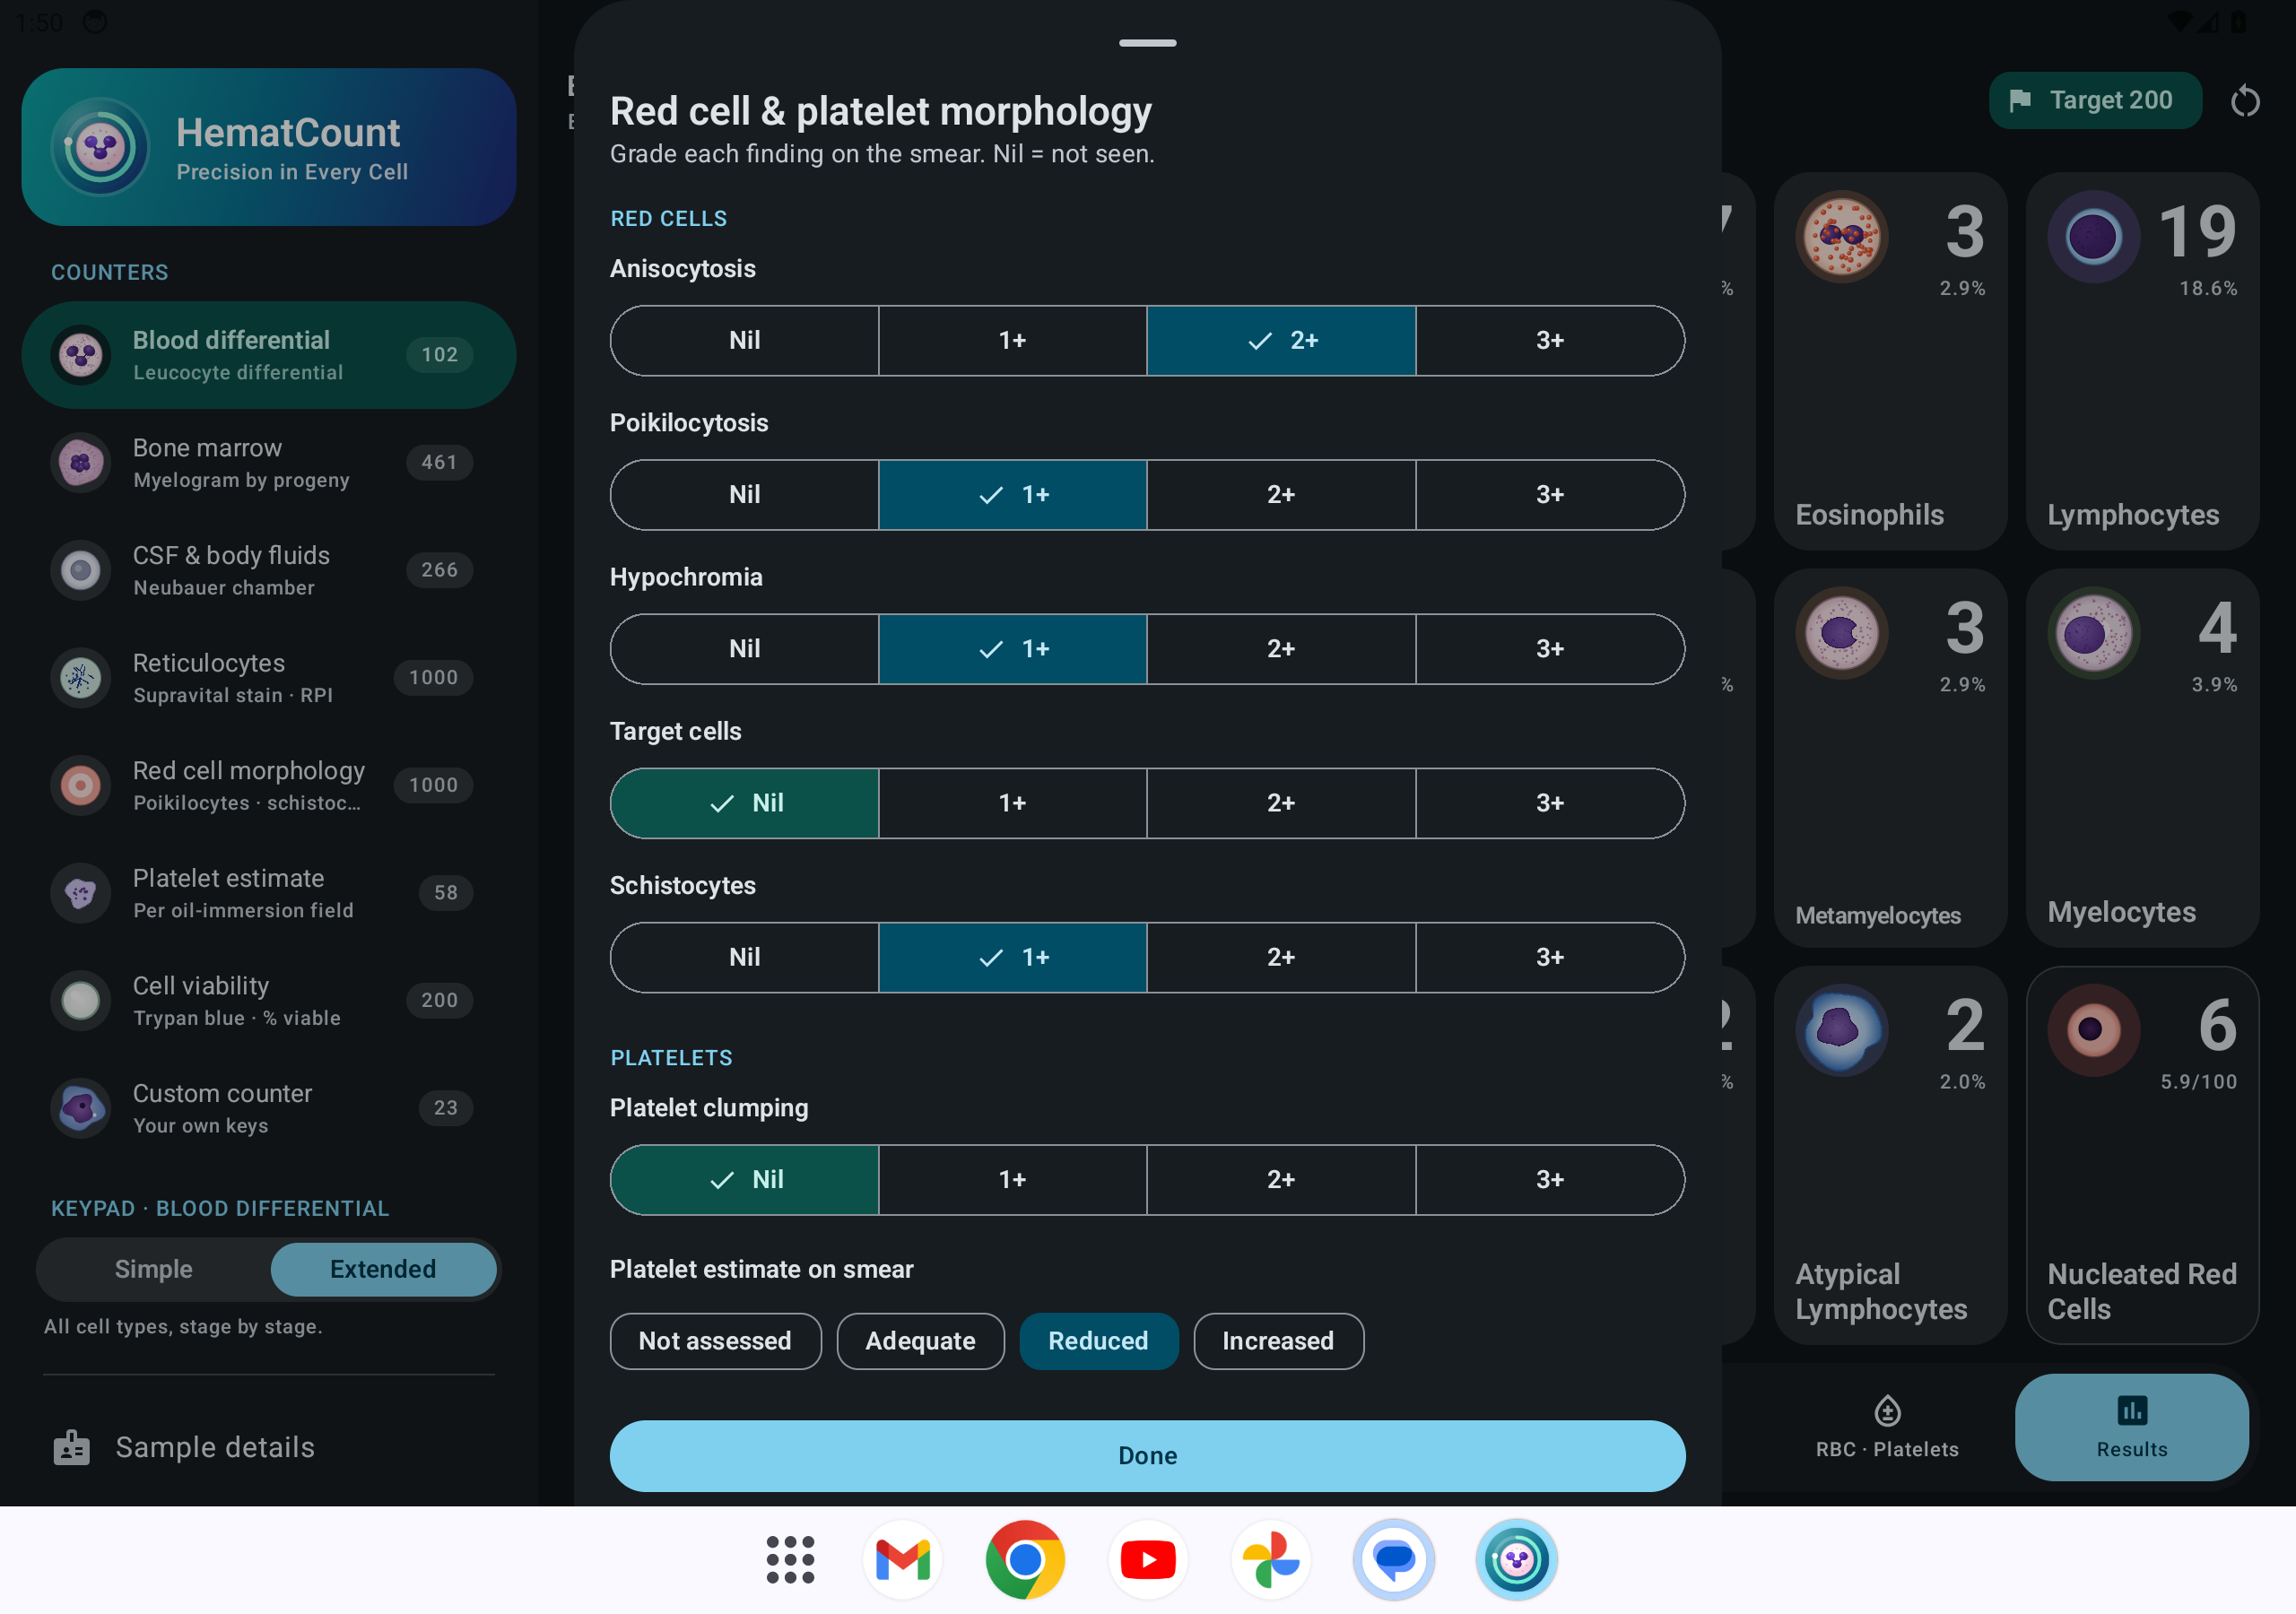 1:50
HematCount
Precision in Every Cell
COUNTERS
Blood differential
Leucocyte differential
102
Bone marrow
Myelogram by progeny
461
CSF & body fluids
Neubauer chamber
266
Reticulocytes
Supravital stain · RPI
1000
Red cell morphology
Poikilocytes · schistoc…
1000
Platelet estimate
Per oil-immersion field
58
Cell viability
Trypan blue · % viable
200
Custom counter
Your own keys
23
KEYPAD · BLOOD DIFFERENTIAL
Simple
Extended
All cell types, stage by stage.
Sample details
Red cell & platelet morphology
Grade each finding on the smear. Nil = not seen.
RED CELLS
Anisocytosis
Nil 1+ 2+ 3+
Poikilocytosis
Nil 1+ 2+ 3+
Hypochromia
Nil 1+ 2+ 3+
Target cells
Nil 1+ 2+ 3+
Schistocytes
Nil 1+ 2+ 3+
PLATELETS
Platelet clumping
Nil 1+ 2+ 3+
Platelet estimate on smear
Not assessed Adequate Reduced Increased
Done
Target 200
3
2.9%
Eosinophils
19
18.6%
Lymphocytes
3
2.9%
Metamyelocytes
4
3.9%
Myelocytes
2
2.0%
Atypical
Lymphocytes
6
5.9/100
Nucleated Red
Cells
RBC · Platelets
Results